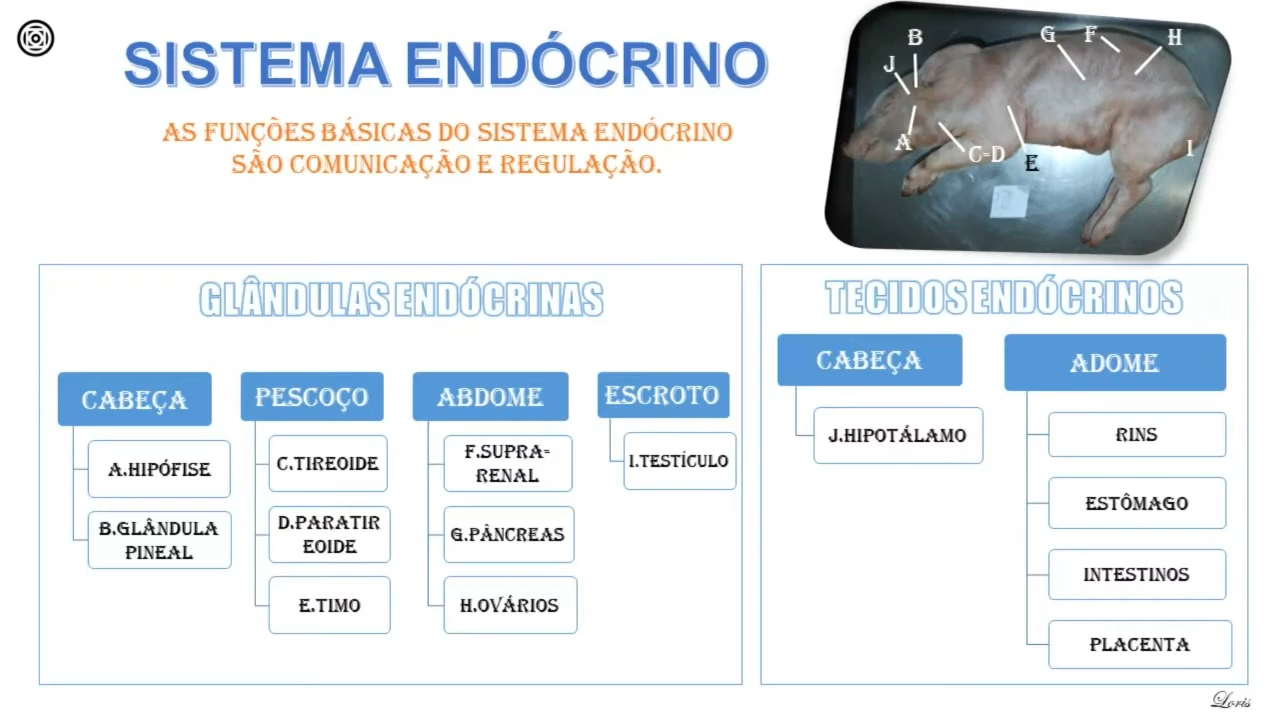 SISTEMA ENDÓCRINO
AS FUNÇÕES BÁSICAS DO SISTEMA ENDÓCRINO
SÃO COMUNICAÇÃO E REGULAÇÃO.
B
G
F
H
J
A
C-D
E
I
GLÂNDULAS ENDÓCRINAS
CABEÇA
A.HIPÓFISE
B.GLÂNDULA
PINEAL
PESCOÇO
C.TIREOIDE
D.PARATIR
EOIDE
E.TIMO
ABDOME
F.SUPRA-
RENAL
G.PÂNCREAS
H.OVÁRIOS
ESCROTO
I.TESTÍCULO
TECIDOS ENDÓCRINOS
CABEÇA
J.HIPOTÁLAMO
ADOME
RINS
ESTÔMAGO
INTESTINOS
PLACENTA
Loris